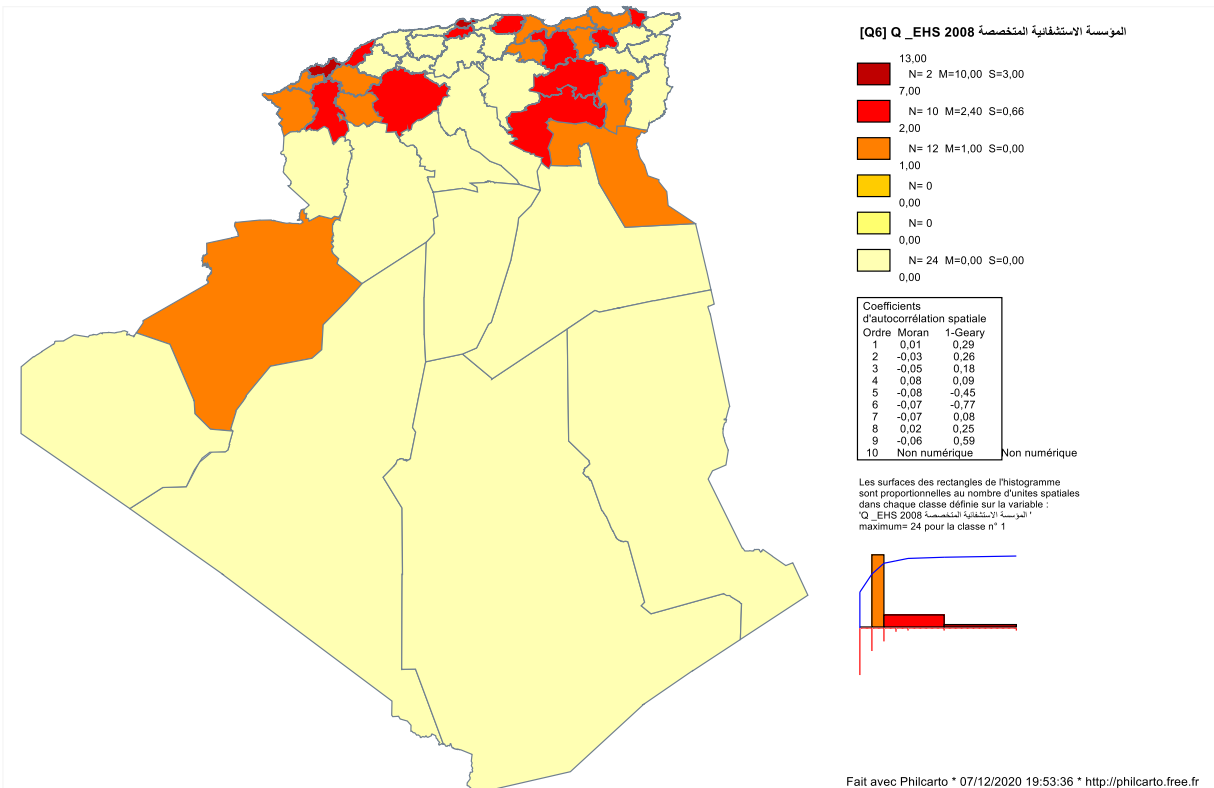 [Q6] Q _EHS 2008 المؤسسة الاستشفائية المتخصصة
13,00
N= 2 M=10,00 S=3,00
7,00
N= 10 M=2,40 S=0,66
2,00
N= 12 M=1,00 S=0,00
1,00
N= 0
0,00
N= 0
0,00
N= 24 M=0,00 S=0,00
0,00
Coefficients
d'autocorrélation spatiale
Ordre Moran 1-Geary
1 0,01 0,29
2 -0,03 0,26
3 -0,05 0,18
4 0,08 0,09
5 -0,08 -0,45
6 -0,07 -0,77
7 -0,07 0,08
8 0,02 0,25
9 -0,06 0,59
10 Non numérique Non numérique
Les surfaces des rectangles de l'histogramme
sont proportionnelles au nombre d'unites spatiales
dans chaque classe définie sur la variable :
'Q _EHS 2008 المؤسسة الاستشفائية المتخصصة '
maximum= 24 pour la classe n° 1
Fait avec Philcarto * 07/12/2020 19:53:36 * http://philcarto.free.fr